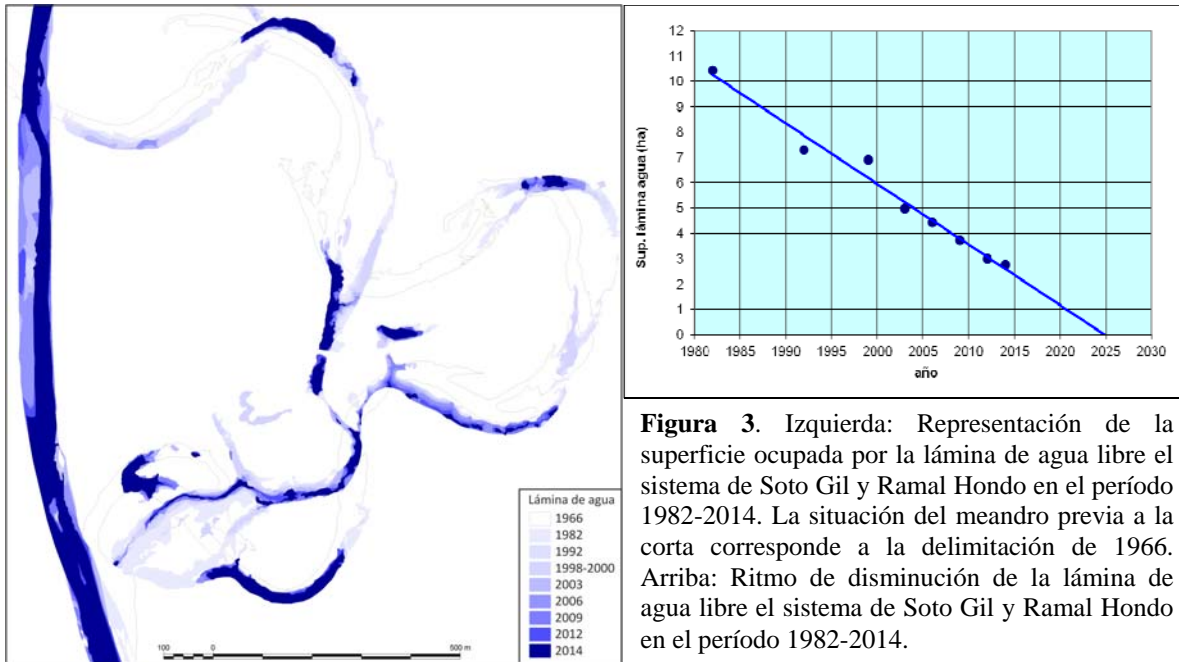 Lámina de agua
1966
1982
1992
1998-2000
2003
2006
2009
2012
2014
100 0 500 m
12
11
10
9
8
7
6
5
4
3
2
1
0
Sup. lámina agua (ha)
1980 1985 1990 1995 2000 2005 2010 2015 2020 2025 2030
año
Figura 3. Izquierda: Representación de la
superficie ocupada por la lámina de agua libre el
sistema de Soto Gil y Ramal Hondo en el período
1982-2014. La situación del meandro previa a la
corta corresponde a la delimitación de 1966.
Arriba: Ritmo de disminución de la lámina de
agua libre el sistema de Soto Gil y Ramal Hondo
en el período 1982-2014.